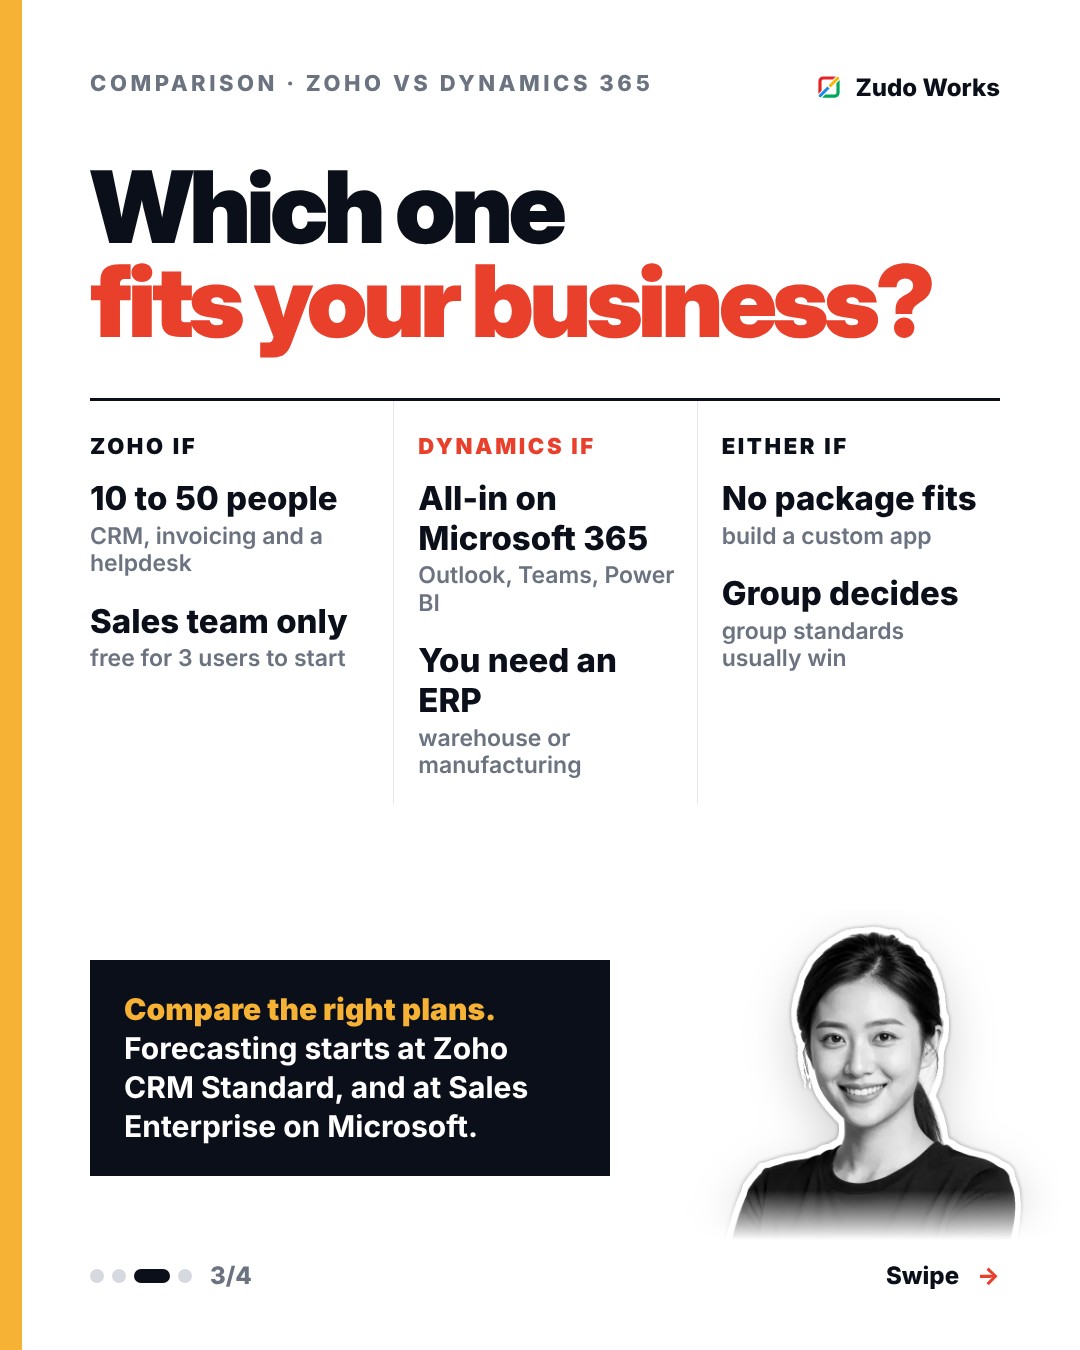 COMPARISON · ZOHO VS DYNAMICS 365
Zudo Works
Which one
fits your business?
ZOHO IF
10 to 50 people
CRM, invoicing and a
helpdesk
Sales team only
free for 3 users to start
DYNAMICS IF
All-in on
Microsoft 365
Outlook, Teams, Power
BI
You need an
ERP
warehouse or
manufacturing
EITHER IF
No package fits
build a custom app
Group decides
group standards
usually win
Compare the right plans.
Forecasting starts at Zoho
CRM Standard, and at Sales
Enterprise on Microsoft.
3/4
Swipe →